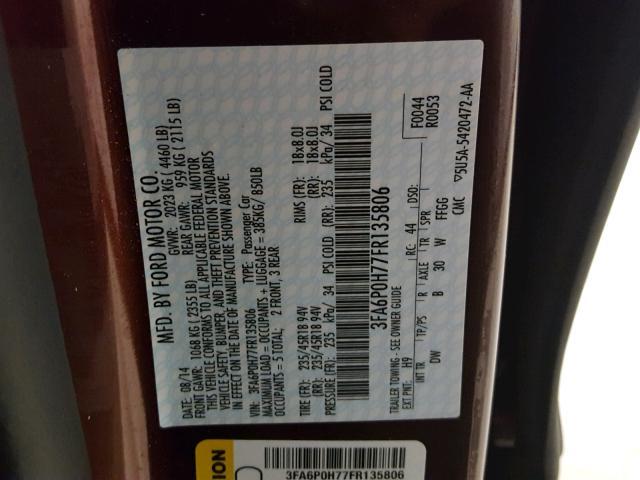 MFD. BY FORD MOTOR CO.
DATE: 08/14 GVWR: 2023 KG ( 4460 LB)
FRONT GAWR: 1068 KG ( 2355 LB) REAR GAWR: 959 KG ( 2115 LB)
THIS VEHICLE CONFORMS TO ALL APPLICABLE FEDERAL MOTOR
VEHICLE SAFETY, BUMPER, AND THEFT PREVENTION STANDARDS
IN EFFECT ON THE DATE OF MANUFACTURE SHOWN ABOVE.
VIN: 3FA6P0H77FR135806 TYPE: Passenger Car
MAXIMUM LOAD = OCCUPANTS + LUGGAGE = 385KG/ 850LB
OCCUPANTS = 5 TOTAL: 2 FRONT, 3 REAR
TIRE (FR): 235/45R18 94V RIMS (FR): 18x8.0J
(RR): 235/45R18 94V (RR): 18x8.0J
PRESSURE (FR): 235 kPa/ 34 PSI COLD (RR): 235 kPa/ 34 PSI COLD
3FA6P0H77FR135806
F0044
R0053
TRAILER TOWING - SEE OWNER GUIDE
EXT PNT: H9 RC: 44 DSO:
INT TR TP/PS R AXLE TR SPR
DW B 30 W FFGG
CMC ▽5U5A-5420472-AA
3FA6P0H77FR135806